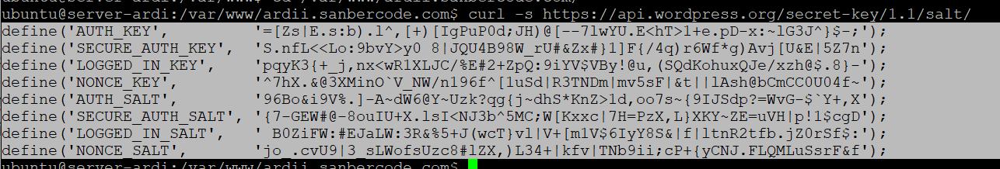 ubuntu@server-ardi:/var/www/ardii.sanbercode.com$ curl -s https://api.wordpress.org/secret-key/1.1/salt/
define('AUTH_KEY',         '=[Zs|E.s:b).l^,[+)[IgPuP0d;JH)@[--7lwYU.E<hT>1+e.pD-x:~lG3J^}$-;');
define('SECURE_AUTH_KEY',  'S.nfL<<Lo:9bvY>y0 8|JQU4B98W_rU#&Zx#}1]F{/4q)r6Wf*g)Avj[U&E|5Z7n');
define('LOGGED_IN_KEY',    'pqyK3{+_j,nx<wR1XLJC/%E#2+ZpQ:9iYV$VBy!@u,(SQdKohuxQJe/xzh@$.8}-');
define('NONCE_KEY',        '^7hX.&@3XMinO`V_NW/n196f^[1uSd|R3TNDm|mv5sF|&t||lAsh@bCmCC0U04f~');
define('AUTH_SALT',        '96Bo&i9V%.]-A~dW6@Y~Uzk?qg{j~dhS*KnZ>1d,oo7s~{9IJSdp?=WvG-$`Y+,X');
define('SECURE_AUTH_SALT', '{7-GEW#@-8ouIU+X.lsI<NJ3b^5MC;W[Kxxc|7H=PzX,L}XKY~ZE=uVH|p!1$cgD');
define('LOGGED_IN_SALT',   ' B0ZiFW:#EJaLW:3R&%5+J(wcT}vl|V+|m1V$6IyY8S&|f|ltnR2tfb.jZ0rSf$:');
define('NONCE_SALT',       'jo_.cvU9|3_sLWofsUzc8#lZX,)L34+|kfv|TNb9ii;cP+{yCNJ.FLQMLuSsrF&f');
ubuntu@server-ardi:/var/www/ardii.sanbercode.com$